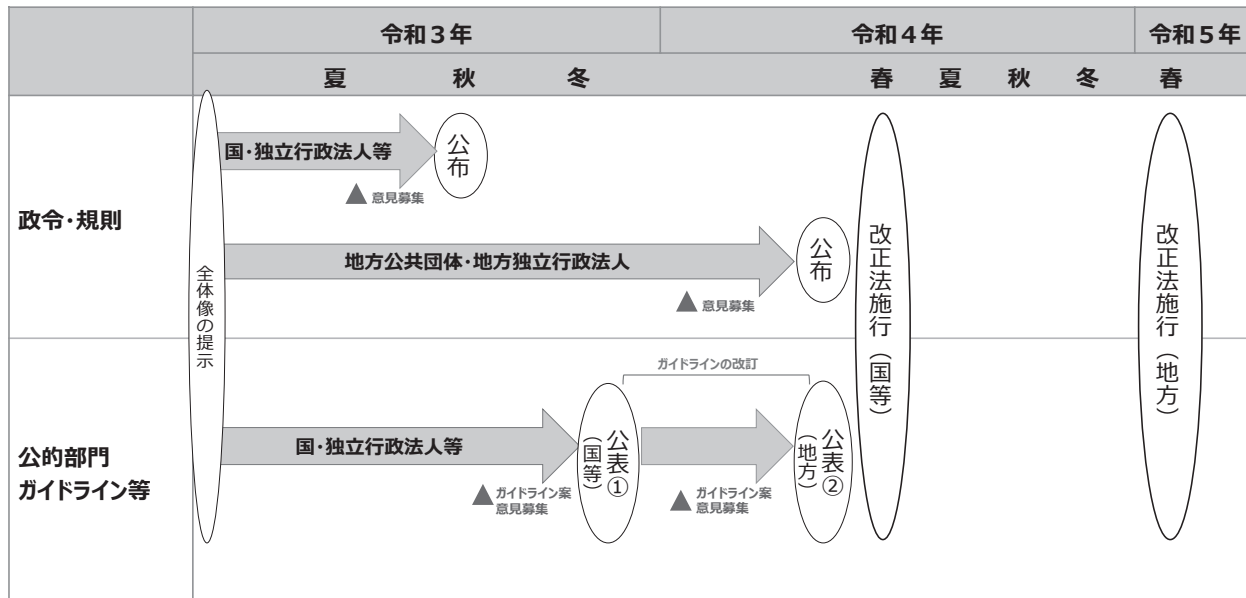 令和３年
令和４年
令和５年
夏 秋 冬
春 夏 秋 冬
春
政令・規則
全体像の提示
国・独立行政法人等
公布
▲ 意見募集
地方公共団体・地方独立行政法人
公布
▲ 意見募集
改正法施行（国等）
改正法施行（地方）
公的部門
ガイドライン等
ガイドラインの改訂
国・独立行政法人等
公表①
（国等）
公表②
（地方）
▲ ガイドライン案
意見募集
▲ ガイドライン案
意見募集